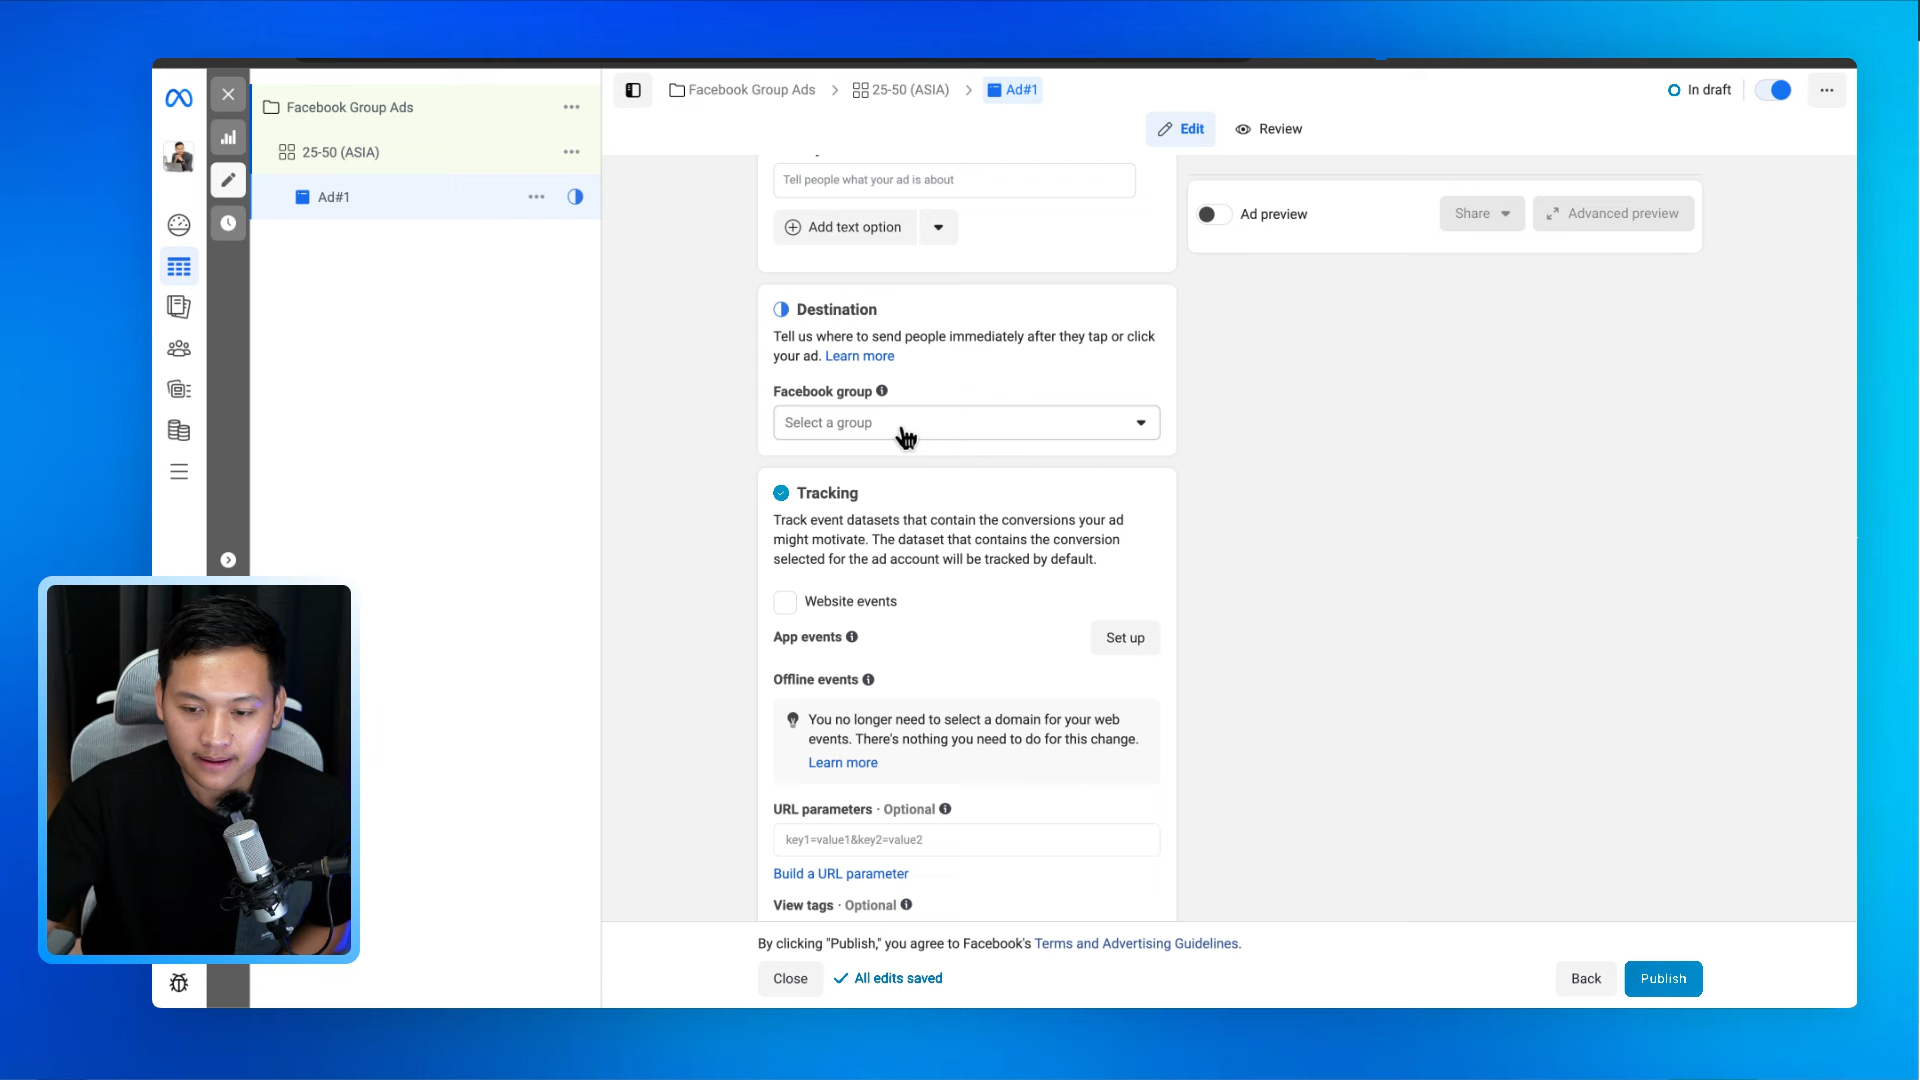 Facebook Group Ads
25-50 (ASIA)
Ad#1
Facebook Group Ads
25-50 (ASIA)
Ad#1
In draft
Edit
Review
Tell people what your ad is about
Add text option
Ad preview
Share
Advanced preview
Destination
Tell us where to send people immediately after they tap or click
your ad. Learn more
Facebook group
Select a group
Tracking
Track event datasets that contain the conversions your ad
might motivate. The dataset that contains the conversion
selected for the ad account will be tracked by default.
Website events
App events
Set up
Offline events
You no longer need to select a domain for your web
events. There's nothing you need to do for this change.
Learn more
URL parameters · Optional
key1=value1&key2=value2
Build a URL parameter
View tags · Optional
By clicking "Publish," you agree to Facebook's Terms and Advertising Guidelines.
Close
All edits saved
Back
Publish